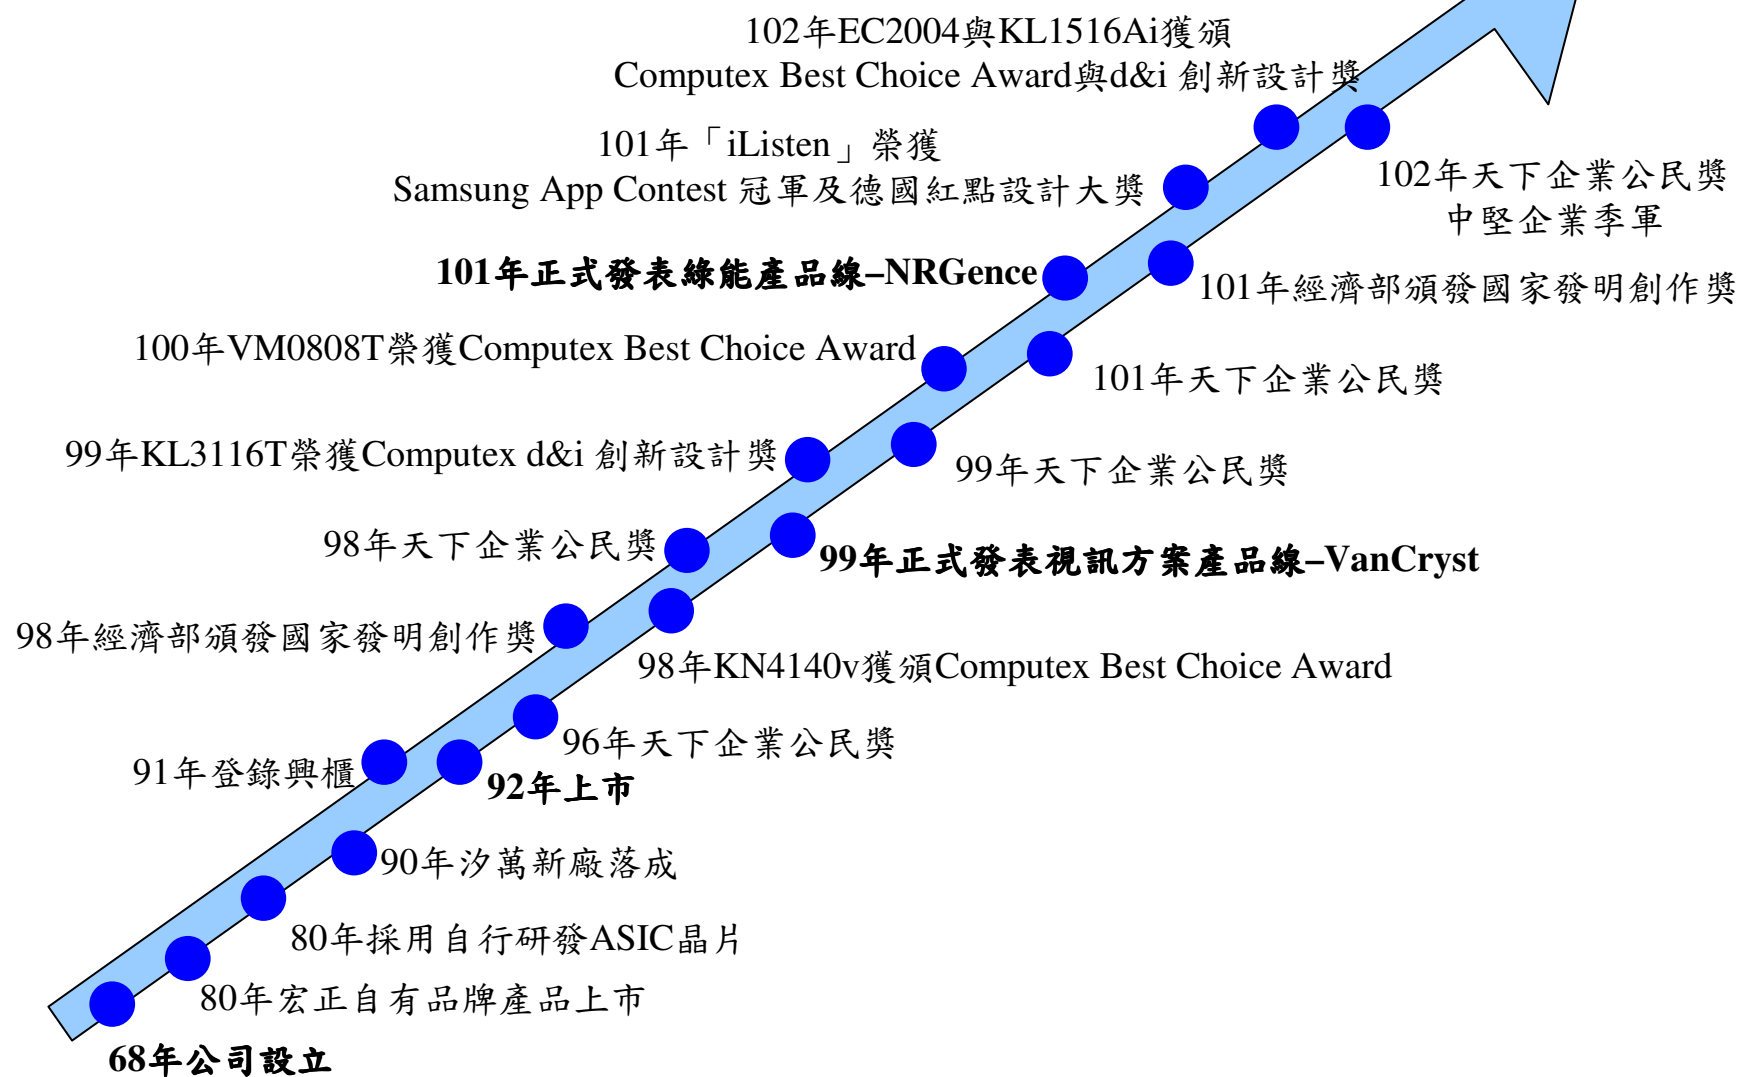 102年EC2004與KL1516Ai獲頒
Computex Best Choice Award與d&i 創新設計獎
101年「iListen」榮獲
Samsung App Contest 冠軍及德國紅點設計大獎
102年天下企業公民獎
中堅企業季軍
101年正式發表綠能產品線–NRGence
101年經濟部頒發國家發明創作獎
100年VM0808T榮獲Computex Best Choice Award
101年天下企業公民獎
99年KL3116T榮獲Computex d&i 創新設計獎
99年天下企業公民獎
98年天下企業公民獎
99年正式發表視訊方案產品線–VanCryst
98年經濟部頒發國家發明創作獎
98年KN4140v獲頒Computex Best Choice Award
96年天下企業公民獎
91年登錄興櫃
92年上市
90年汐萬新廠落成
80年採用自行研發ASIC晶片
80年宏正自有品牌產品上市
68年公司設立